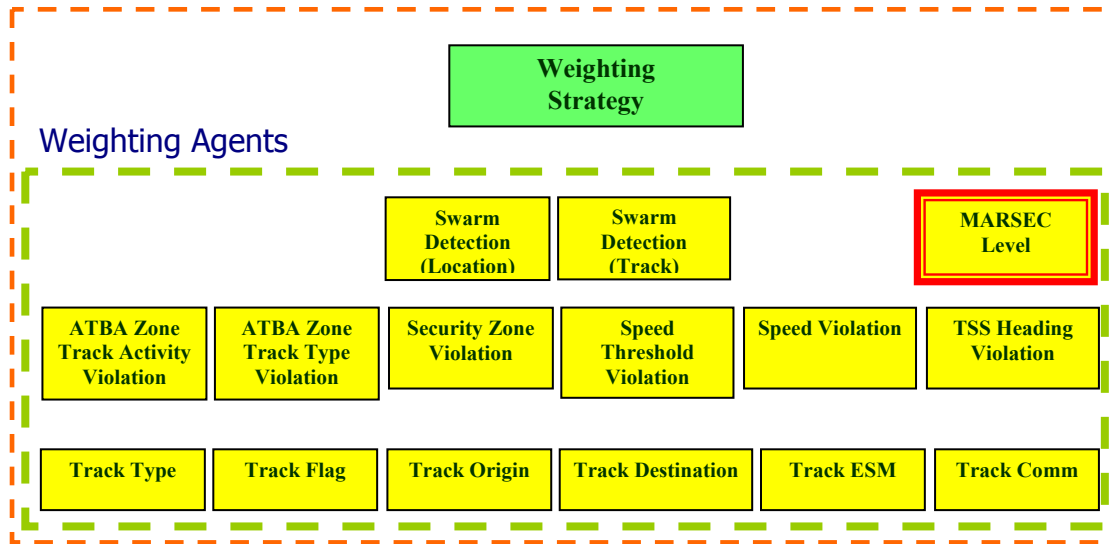 Weighting
Strategy
Weighting Agents
Swarm
Detection
(Location)
Swarm
Detection
(Track)
MARSEC
Level
ATBA Zone
Track Activity
Violation
ATBA Zone
Track Type
Violation
Security Zone
Violation
Speed
Threshold
Violation
Speed Violation
TSS Heading
Violation
Track Type
Track Flag
Track Origin
Track Destination
Track ESM
Track Comm